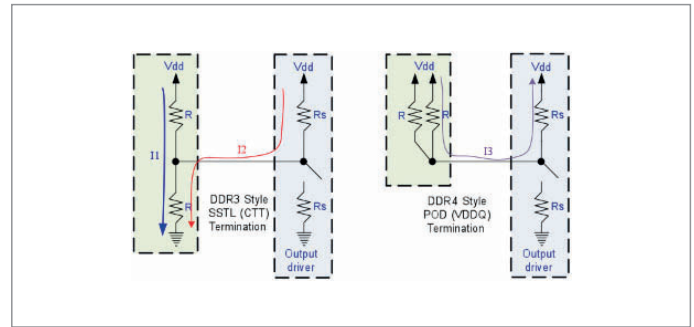 Vdd
R
I1
R
I2
Vdd
Rs
Rs
Output
driver
DDR3 Style
SSTL (CTT)
Termination
Vdd
R
R
I3
Vdd
Rs
Rs
Output
driver
DDR4 Style
POD (VDDQ)
Termination